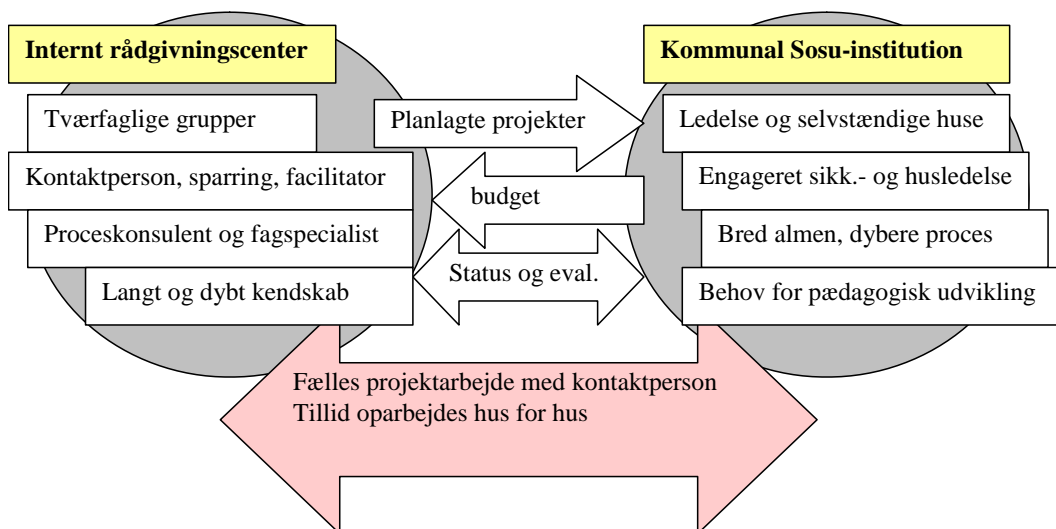 Internt rådgivningscenter
Tværfaglige grupper
Kontaktperson, sparring, facilitator
Proceskonsulent og fagspecialist
Langt og dybt kendskab
Planlagte projekter
budget
Status og eval.
Kommunal Sosu-institution
Ledelse og selvstændige huse
Engageret sikk.- og husledelse
Bred almen, dybere proces
Behov for pædagogisk udvikling
Fælles projektarbejde med kontaktperson
Tillid oparbejdes hus for hus